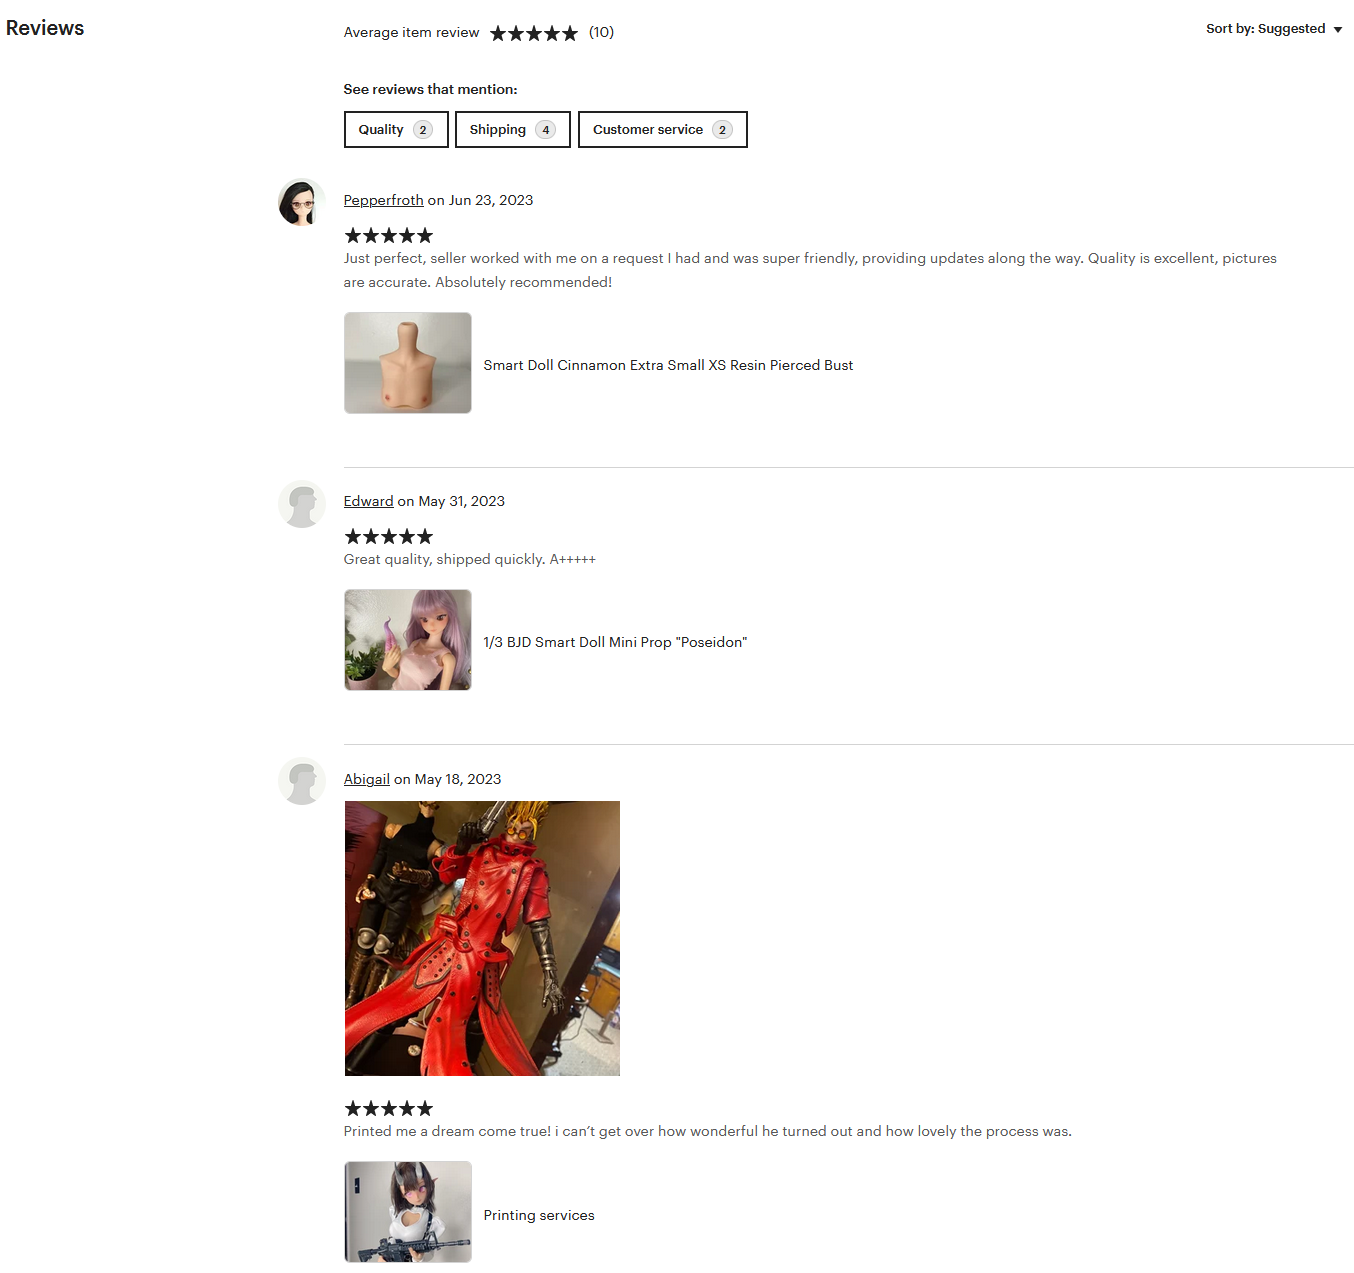 Reviews
Average item review ★★★★★ (10)
Sort by: Suggested
See reviews that mention:
Quality 2
Shipping 4
Customer service 2
Pepperfroth on Jun 23, 2023
Just perfect, seller worked with me on a request I had and was super friendly, providing updates along the way. Quality is excellent, pictures
are accurate. Absolutely recommended!
Smart Doll Cinnamon Extra Small XS Resin Pierced Bust
Edward on May 31, 2023
Great quality, shipped quickly. A+++++
1/3 BJD Smart Doll Mini Prop "Poseidon"
Abigail on May 18, 2023
Printed me a dream come true! i can’t get over how wonderful he turned out and how lovely the process was.
Printing services